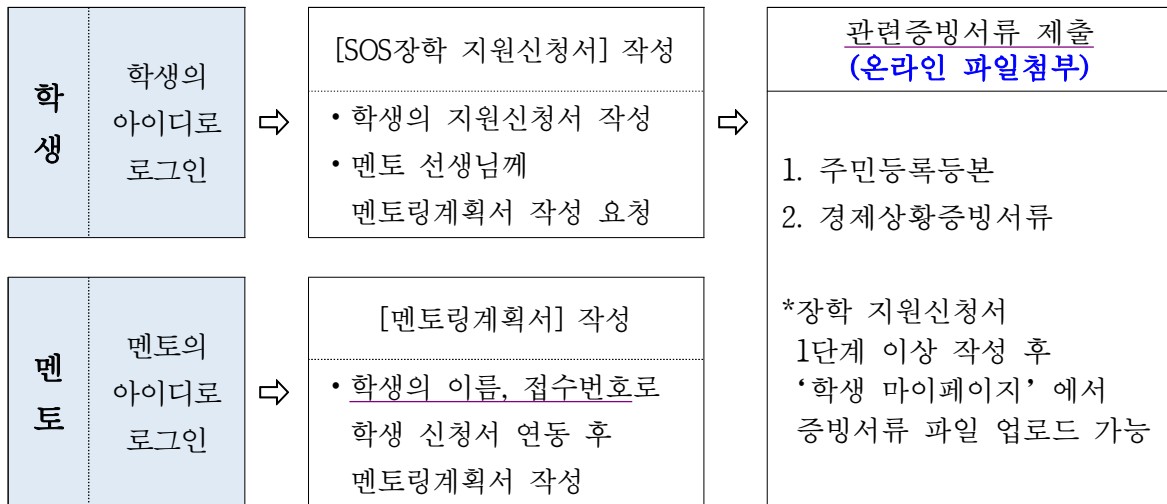 학
생
학생의
아이디로
로그인
⇨
[SOS장학 지원신청서] 작성
• 학생의 지원신청서 작성
• 멘토 선생님께
멘토링계획서 작성 요청
⇨
멘
토
멘토의
아이디로
로그인
⇨
[멘토링계획서] 작성
• 학생의 이름, 접수번호로
학생 신청서 연동 후
멘토링계획서 작성
관련증빙서류 제출
(온라인 파일첨부)
1. 주민등록등본
2. 경제상황증빙서류
*장학 지원신청서
1단계 이상 작성 후
‘학생 마이페이지’ 에서
증빙서류 파일 업로드 가능